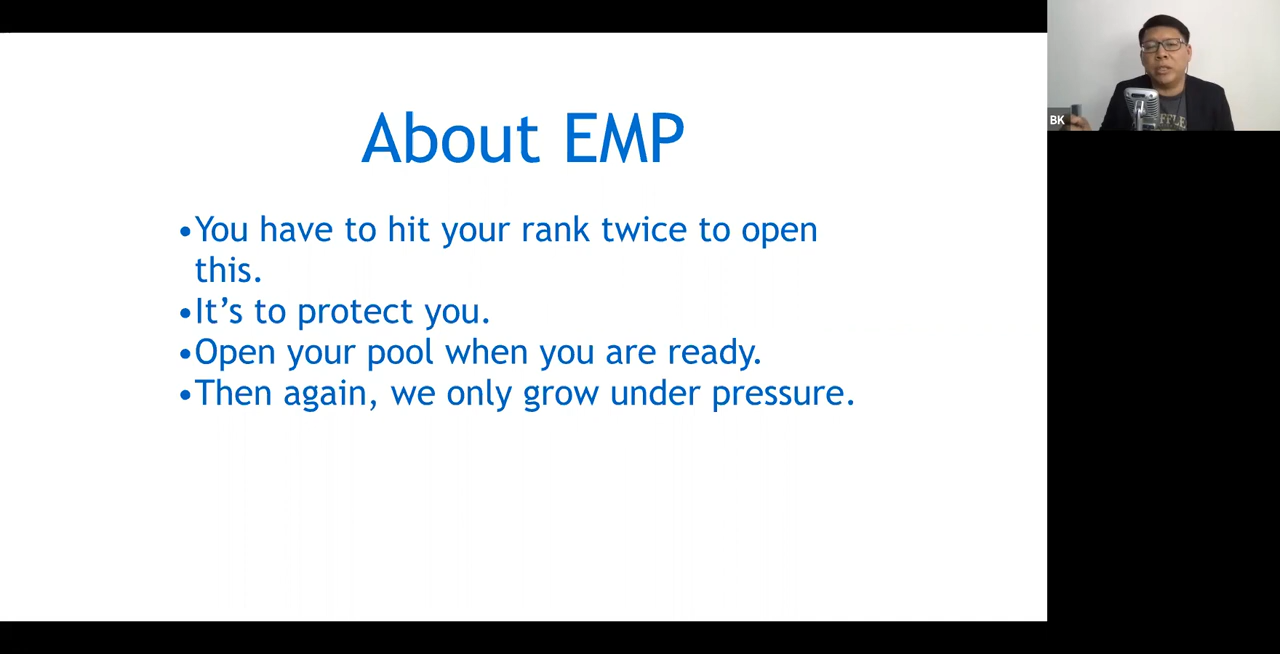 About EMP
•You have to hit your rank twice to open
this.
•It’s to protect you.
•Open your pool when you are ready.
•Then again, we only grow under pressure.
BK